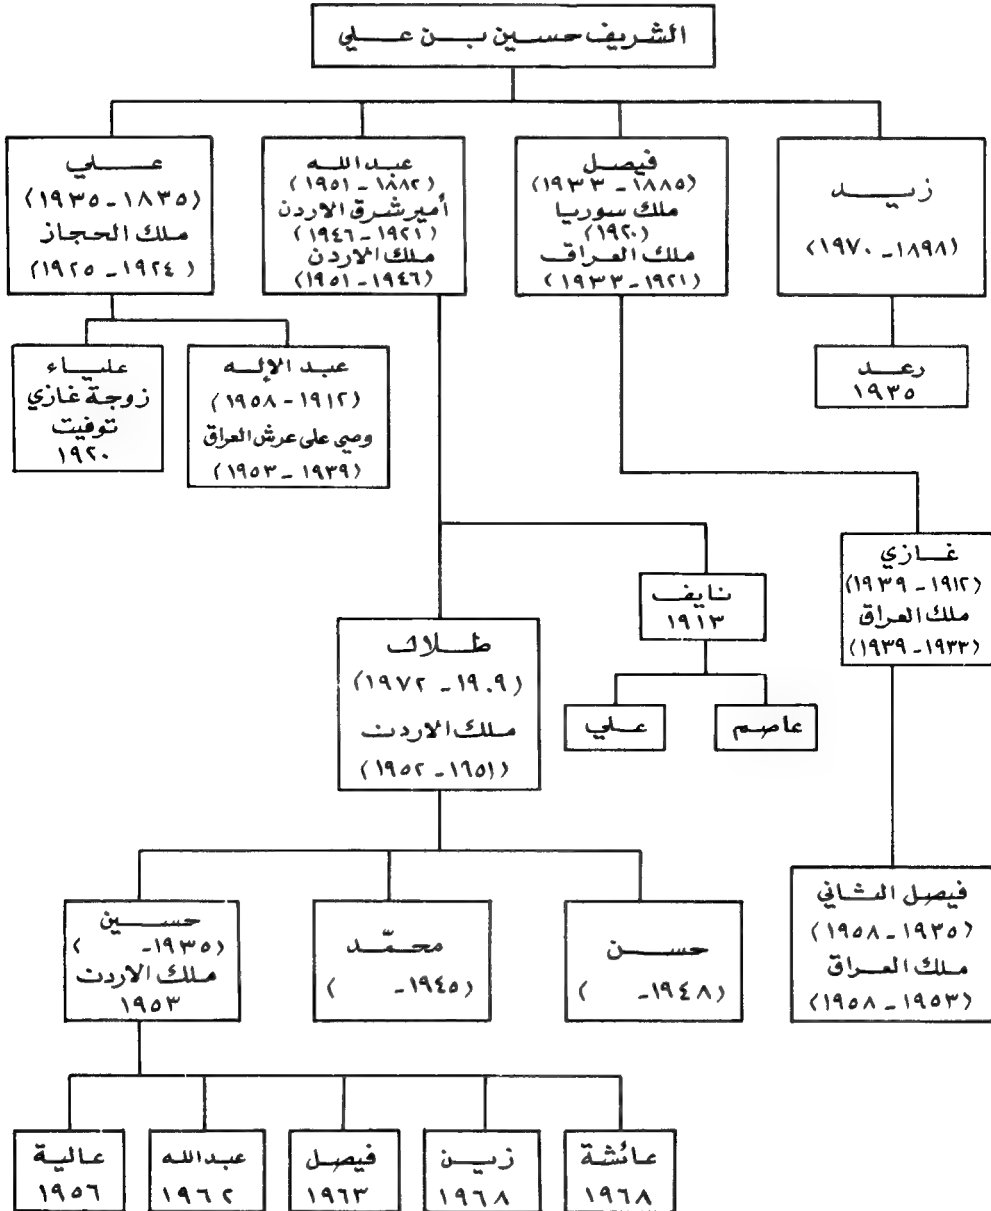 الشريف حسين بن علي
زيد
(١٨٩٨ - ١٩٧٠)
فيصل
(١٨٨٥ - ١٩٣٣)
ملك سوريا
(١٩٢٠)
ملك العراق
(١٩٢١ - ١٩٣٣)
عبدالله
(١٨٨٢ - ١٩٥١)
أمير شرق الاردن
(١٩٢١ - ١٩٤٦)
ملك الاردن
(١٩٤٦ - ١٩٥١)
علي
(١٨٣٥ - ١٩٣٥)
ملك الحجاز
(١٩٢٤ - ١٩٢٥)
رعد
١٩٣٥
عبد الإله
(١٩١٢ - ١٩٥٨)
وصي على عرش العراق
(١٩٣٩ - ١٩٥٣)
علياء
زوجة غازي
توفيت
١٩٢٠
غازي
(١٩١٢ - ١٩٣٩)
ملك العراق
(١٩٣٣ - ١٩٣٩)
نايف
١٩١٣
طلال
(١٩٠٩ - ١٩٧٢)
ملك الاردن
(١٦٥١ - ١٩٥٢)
عاصم
علي
فيصل الثاني
(١٩٣٥ - ١٩٥٨)
ملك العراق
(١٩٥٣ - ١٩٥٨)
حسن
(١٩٤٨ - )
محمّد
(١٩٤٥ - )
حسين
(١٩٣٥ - )
ملك الاردن
١٩٥٣
عائشة
١٩٦٨
زين
١٩٦٨
فيصل
١٩٦٣
عبدالله
١٩٦٢
عالية
١٩٥٦